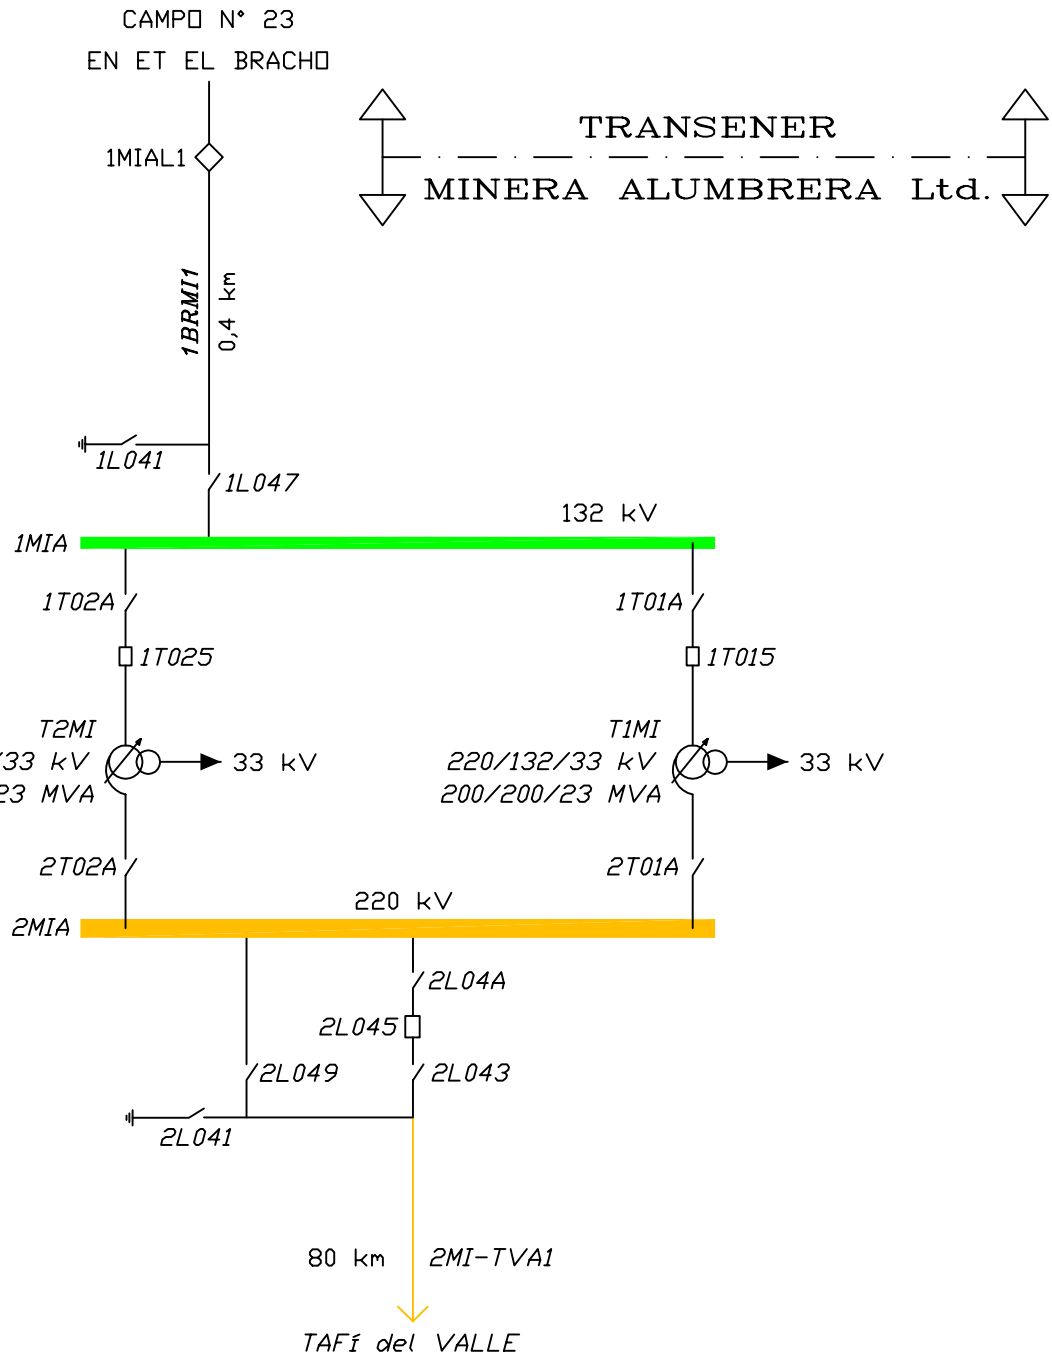 CAMPO N° 23
EN ET EL BRACHO
TRANSENER
1MIAL1
MINERA ALUMBRERA Ltd.
1BRMI1
0,4 km
1L041
1L047
132 kV
1MIA
1T02A
1T01A
1T025
1T015
T2MI
T1MI
/33 kV
33 kV
220/132/33 kV
33 kV
23 MVA
200/200/23 MVA
2T02A
2T01A
220 kV
2MIA
2L04A
2L045
2L049
2L043
2L041
80 km
2MI-TVA1
TAFí del VALLE